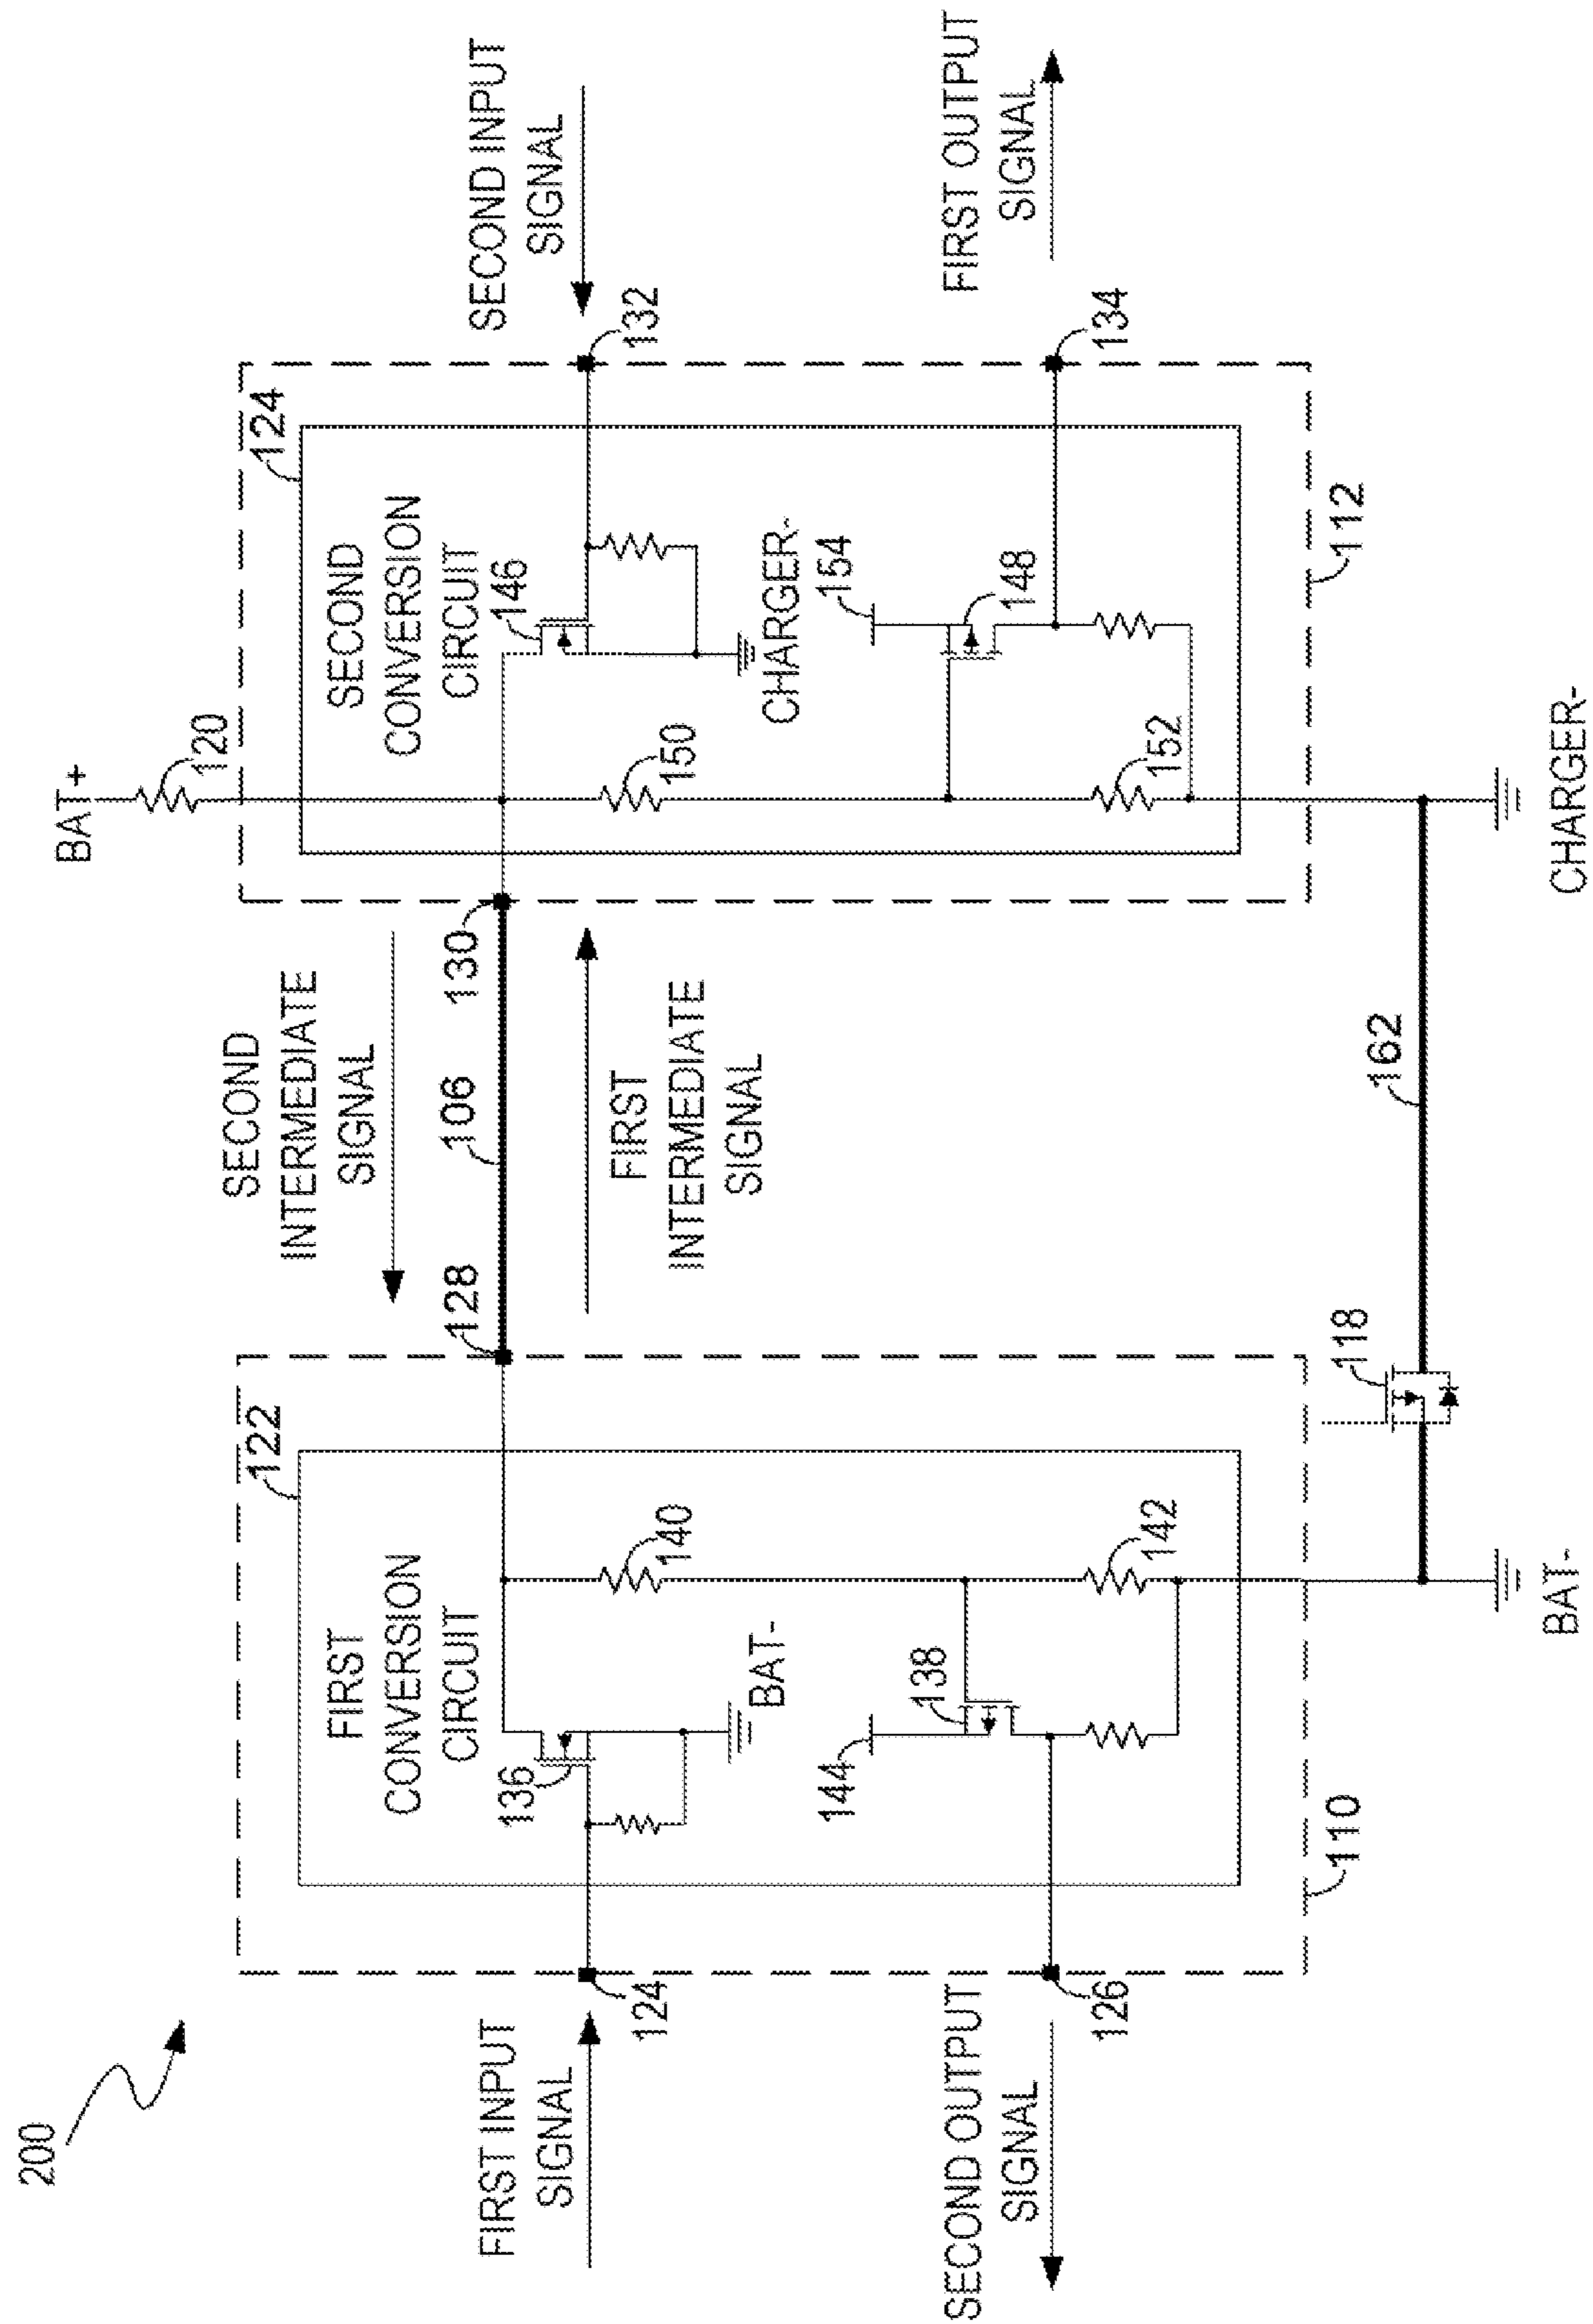 200
BAT+
120
SECOND
INTERMEDIATE
SIGNAL
106
128
130
FIRST
INTERMEDIATE
SIGNAL
122
FIRST
CONVERSION
CIRCUIT
136
BAT-
140
138
142
144
110
FIRST INPUT
SIGNAL
124
SECOND OUTPUT
SIGNAL
126
124
SECOND
CONVERSION
CIRCUIT
146
CHARGER-
150
154
148
152
112
SECOND INPUT
SIGNAL
132
FIRST OUTPUT
SIGNAL
134
118
162
BAT-
CHARGER-